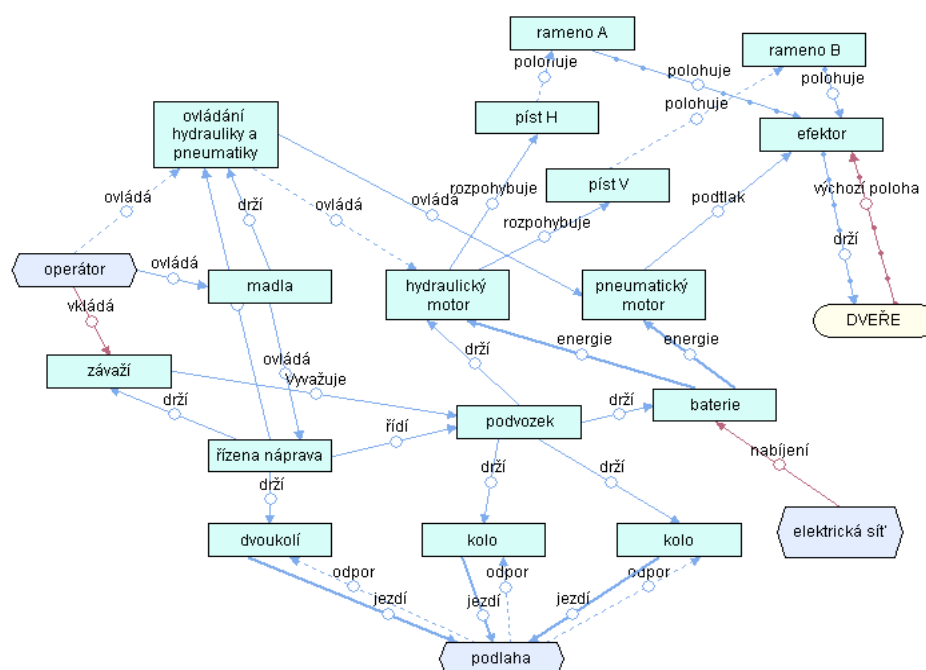 rameno A
rameno B
polohuje
polohuje
polohuje
polohuje
ovládání
hydrauliky a
pneumatiky
píst H
efektor
ovládá
drží
ovládá
rozpohybuje
ovládá
píst V
podtlak
výchozí poloha
rozpohybuje
drží
operátor
ovládá
madla
hydraulický
motor
pneumatický
motor
vkládá
DVEŘE
závaží
ovládá
Vyvažuje
drží
energie
energie
drží
řídí
podvozek
drží
baterie
řízena náprava
nabíjení
drží
drží
drží
dvoukolí
kolo
kolo
elektrická síť
odpor
odpor
odpor
jezdí
jezdí
jezdí
podlaha